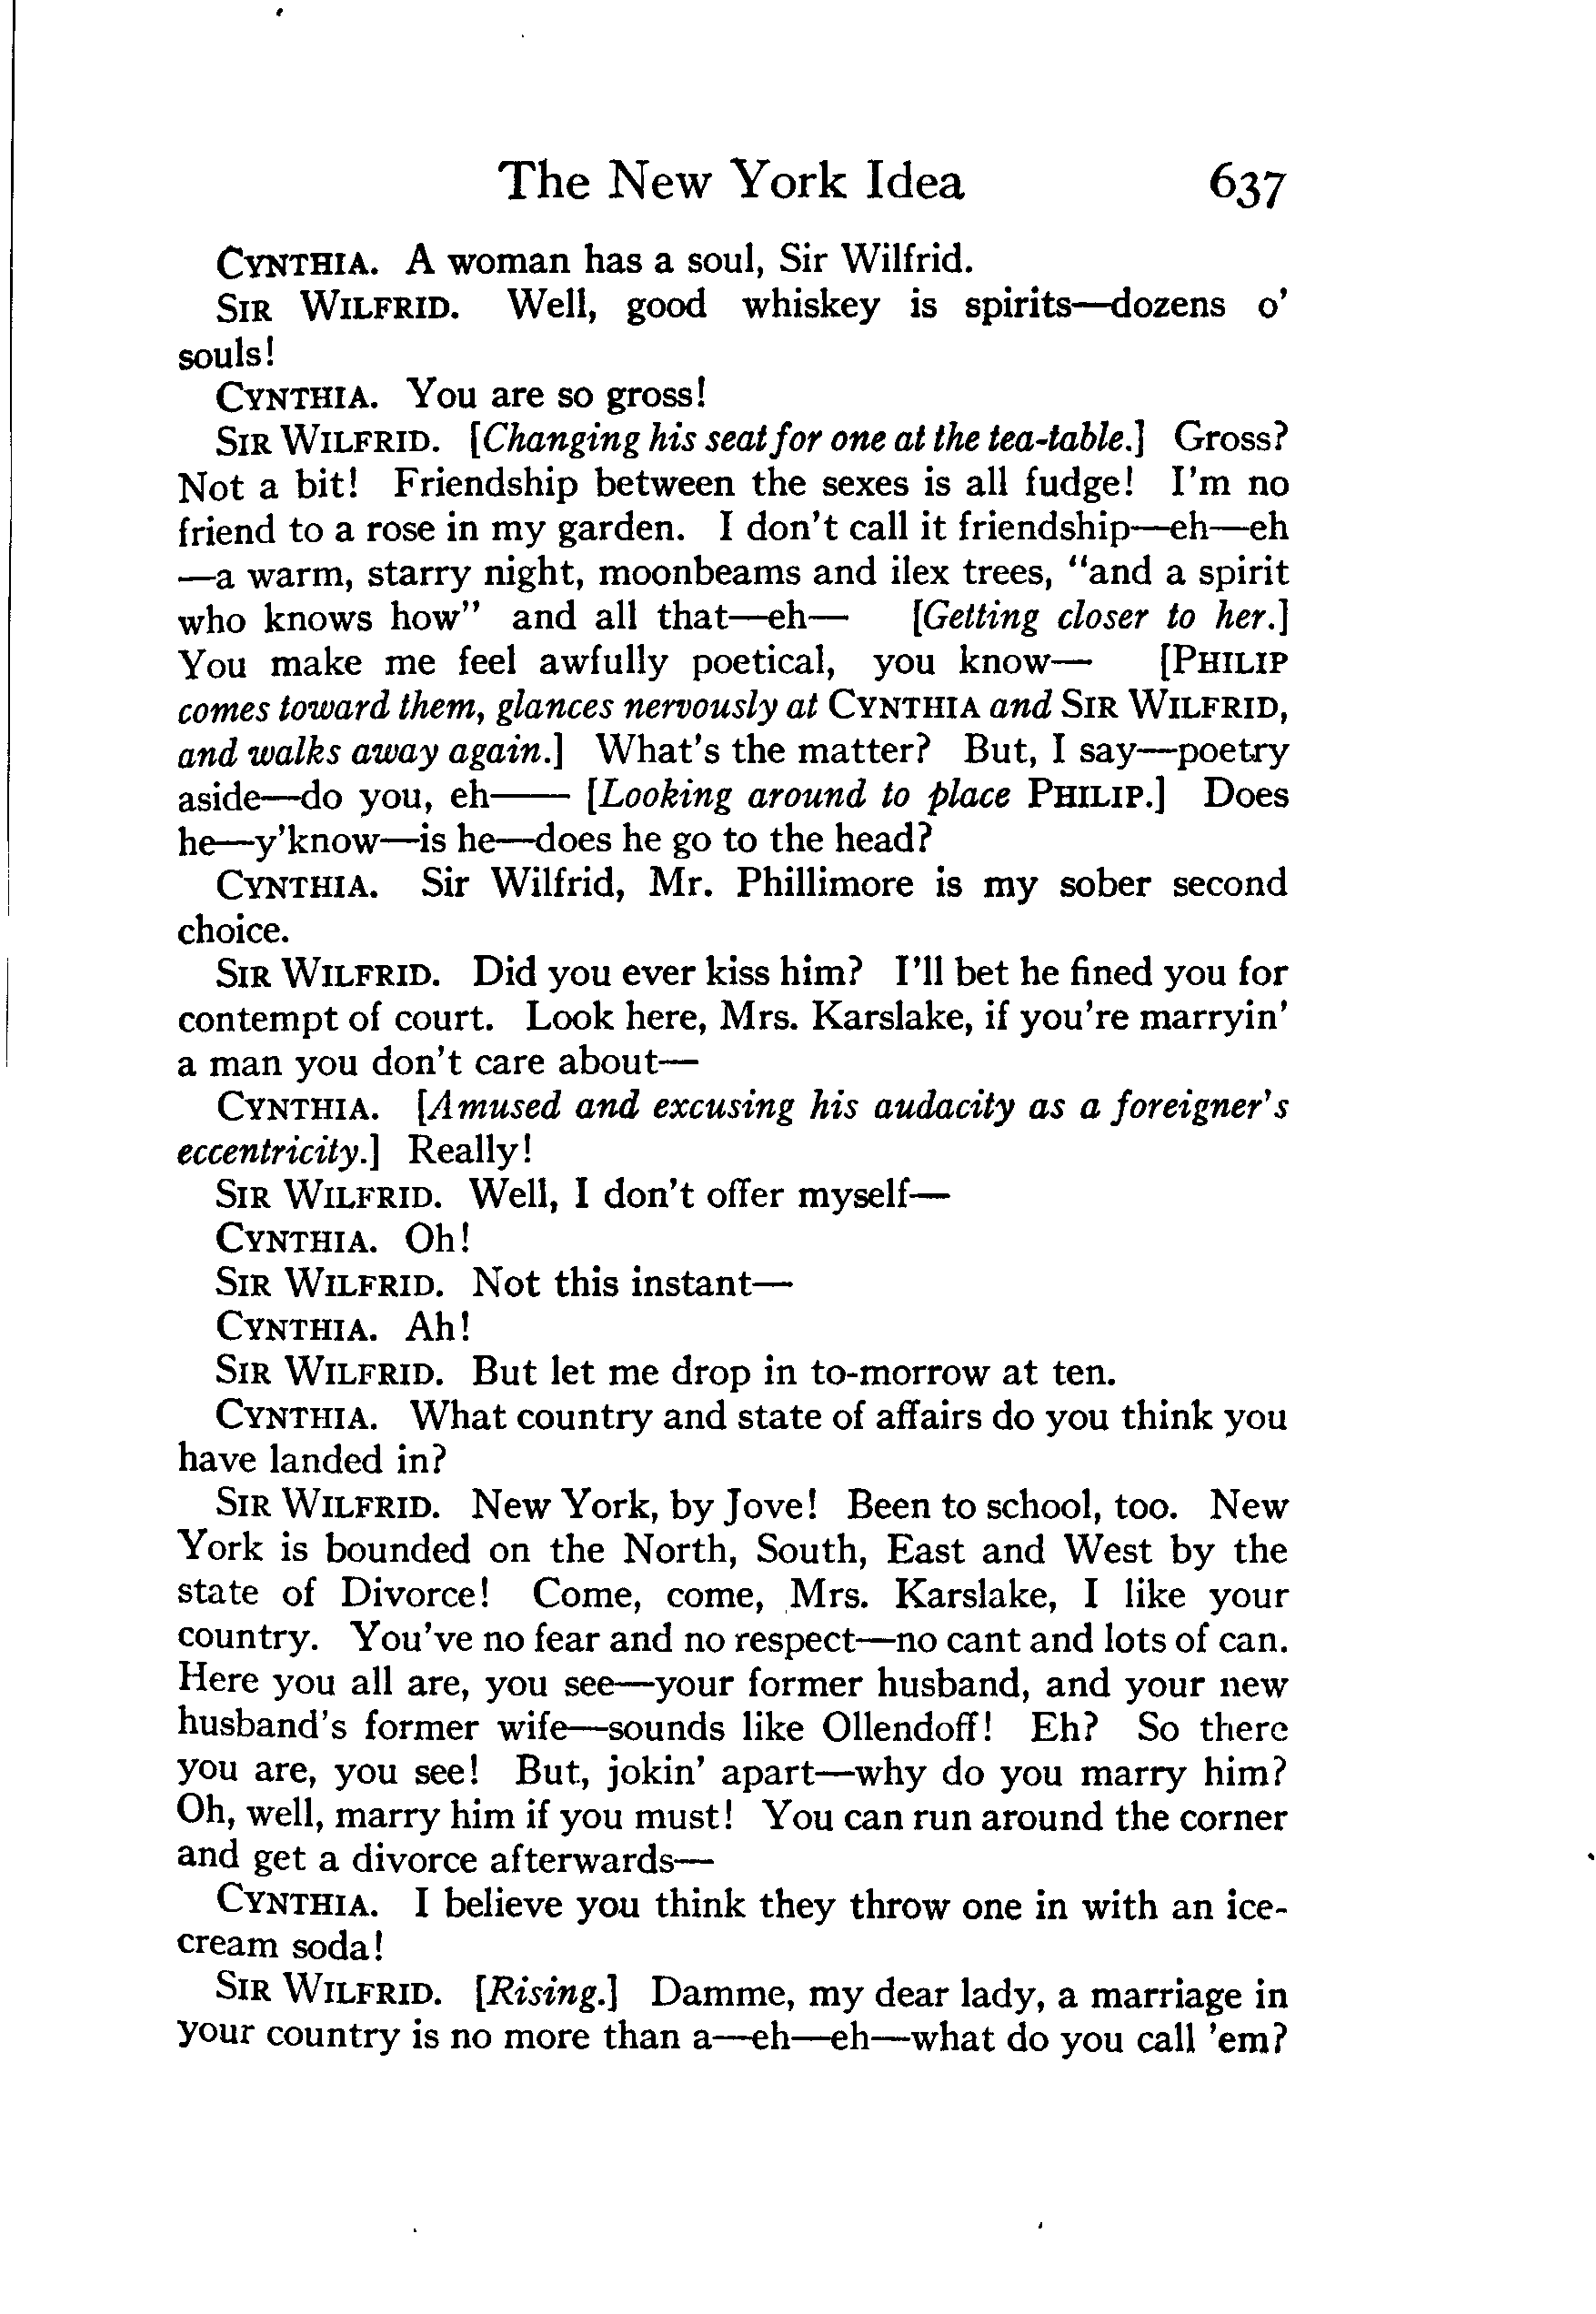 The New York Idea 637
CYNTHIA. A woman has a soul, Sir Wilfrid.
SIR WILFRID. Well, good whiskey is spirits—dozens o'
souls!
CYNTHIA. You are so gross!
SIR WILFRID. [Changing his seat for one at the tea-table.] Gross?
Not a bit! Friendship between the sexes is all fudge! I'm no
friend to a rose in my garden. I don't call it friendship—eh—eh
—a warm, starry night, moonbeams and ilex trees, "and a spirit
who knows how" and all that—eh— [Getting closer to her.]
You make me feel awfully poetical, you know— [PHILIP
comes toward them, glances nervously at CYNTHIA and SIR WILFRID,
and walks away again.] What's the matter? But, I say—poetry
aside—do you, eh—— [Looking around to place PHILIP.] Does
he—y'know—is he—does he go to the head?
CYNTHIA. Sir Wilfrid, Mr. Phillimore is my sober second
choice.
SIR WILFRID. Did you ever kiss him? I'll bet he fined you for
contempt of court. Look here, Mrs. Karslake, if you're marryin'
a man you don't care about—
CYNTHIA. [Amused and excusing his audacity as a foreigner's
eccentricity.] Really!
SIR WILFRID. Well, I don't offer myself—
CYNTHIA. Oh!
SIR WILFRID. Not this instant—
CYNTHIA. Ah!
SIR WILFRID. But let me drop in to-morrow at ten.
CYNTHIA. What country and state of affairs do you think you
have landed in?
SIR WILFRID. New York, by Jove! Been to school, too. New
York is bounded on the North, South, East and West by the
state of Divorce! Come, come, Mrs. Karslake, I like your
country. You've no fear and no respect—no cant and lots of can.
Here you all are, you see—your former husband, and your new
husband's former wife—sounds like Ollendoff! Eh? So there
you are, you see! But, jokin' apart—why do you marry him?
Oh, well, marry him if you must! You can run around the corner
and get a divorce afterwards—
CYNTHIA. I believe you think they throw one in with an ice-
cream soda!
SIR WILFRID. [Rising.] Damme, my dear lady, a marriage in
your country is no more than a—eh—eh—what do you call 'em?